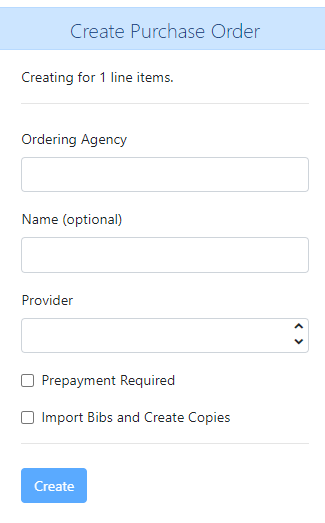 Create Purchase Order
Creating for 1 line items.
Ordering Agency
Name (optional)
Provider
Prepayment Required
Import Bibs and Create Copies
Create